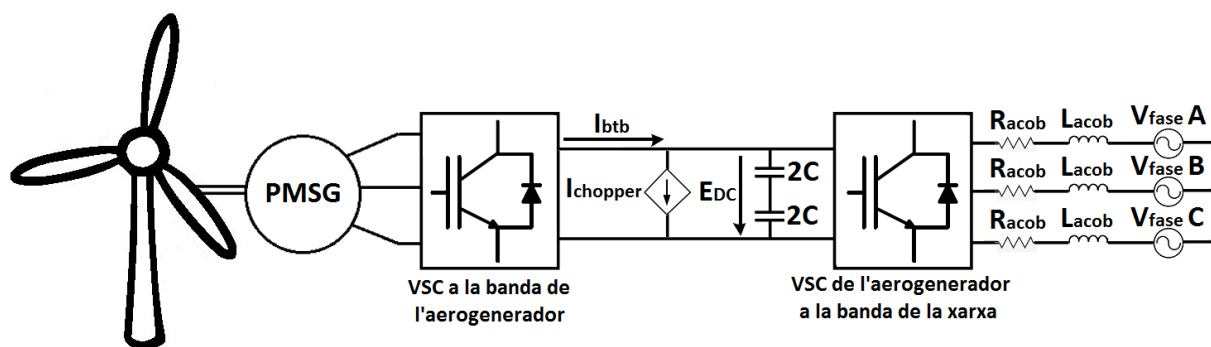 PMSG
VSC a la banda de
l'aerogenerador
Ibtb
Ichopper
EDC
2C
2C
VSC de l'aerogenerador
a la banda de la xarxa
Racob Lacob Vfase A
Racob Lacob Vfase B
Racob Lacob Vfase C